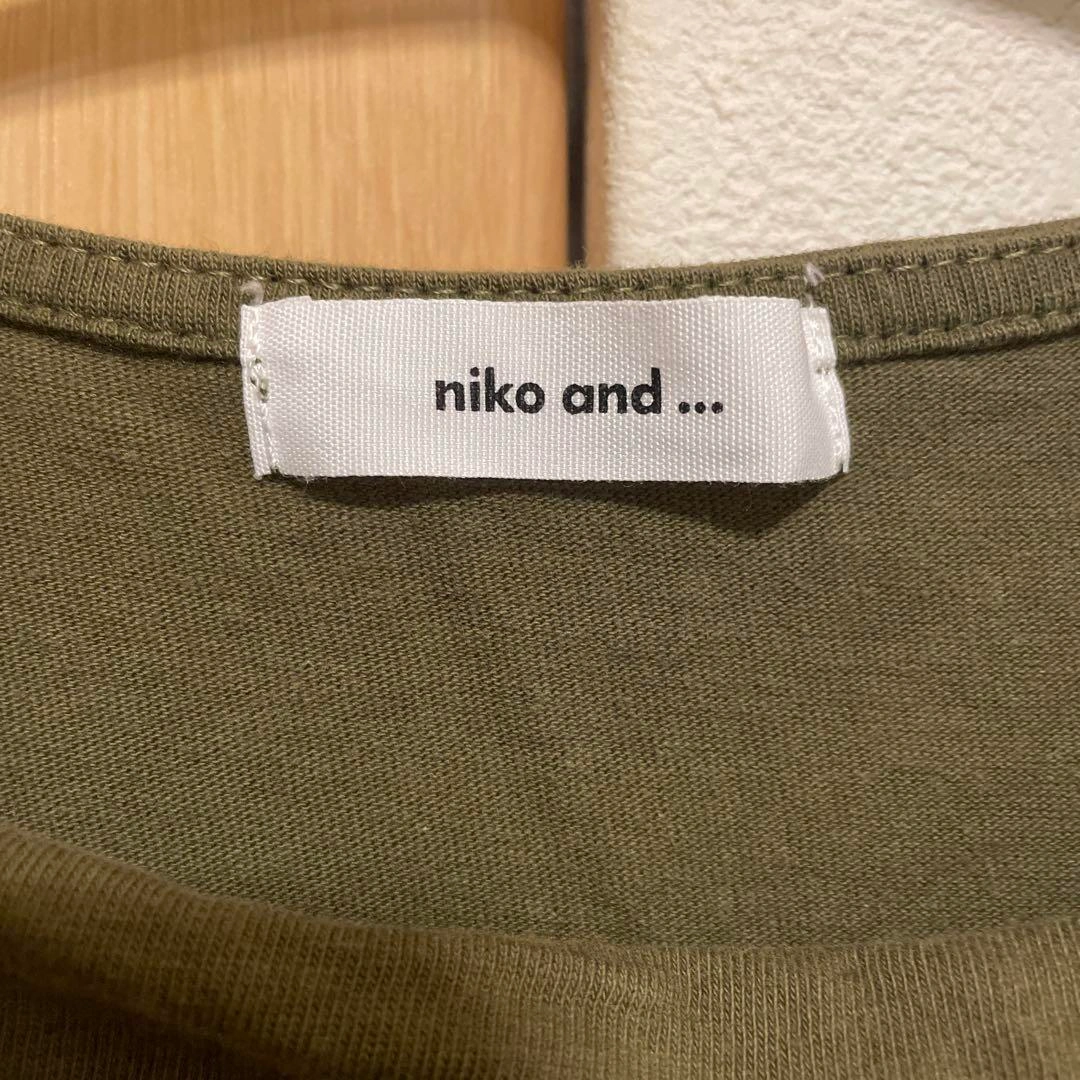 niko and ...